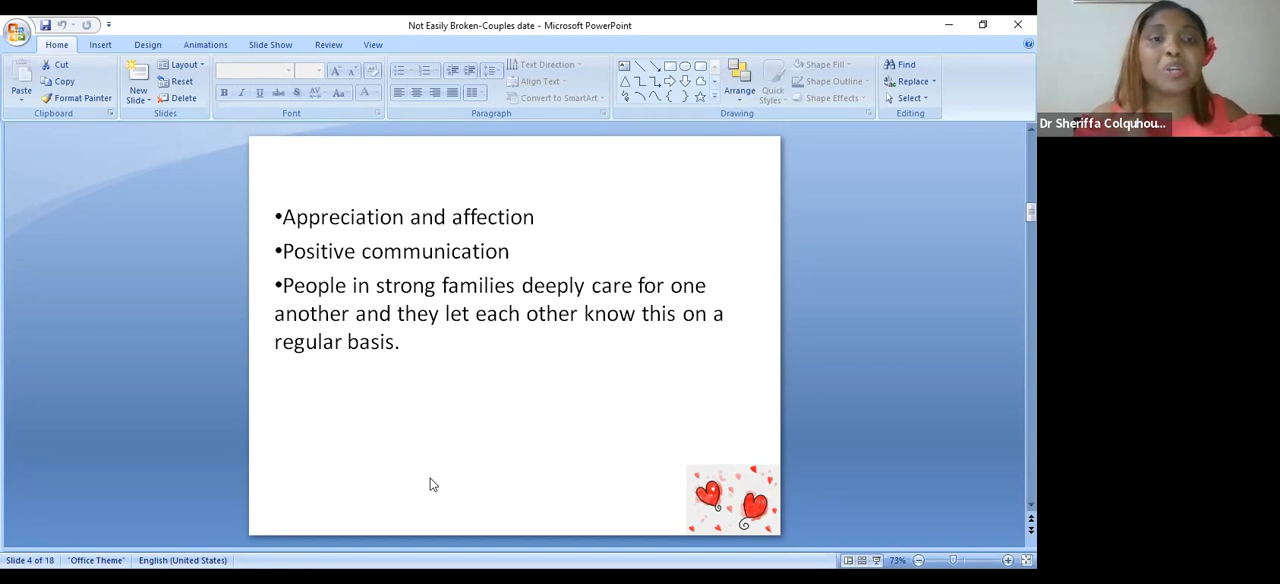 Not Easily Broken-Couples date - Microsoft PowerPoint
Home Insert Design Animations Slide Show Review View
Paste
Cut
Copy
Format Painter
Clipboard
New
Slide
Layout
Reset
Delete
Slides
B I U abc S AV Aa A
Font
Text Direction
Align Text
Convert to SmartArt
Paragraph
Arrange
Quick
Styles
Shape Fill
Shape Outline
Shape Effects
Drawing
Find
Replace
Select
Editing
Dr Sheriffa Colquhou...
•Appreciation and affection
•Positive communication
•People in strong families deeply care for one
another and they let each other know this on a
regular basis.
Slide 4 of 18 "Office Theme" English (United States) 73%